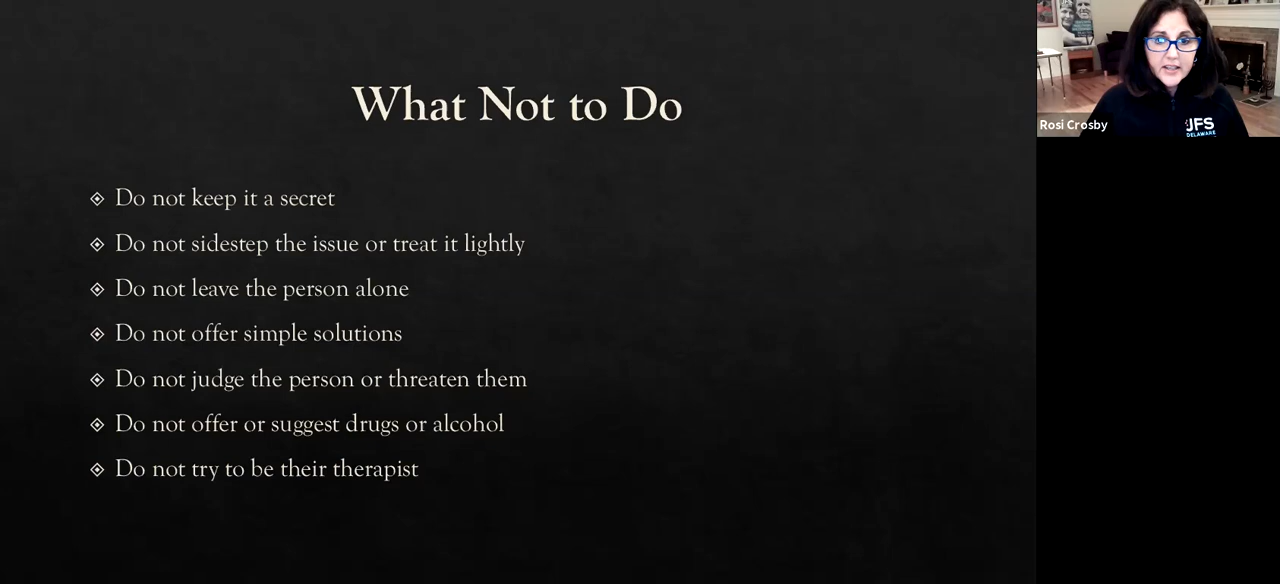 What Not to Do
Do not keep it a secret
Do not sidestep the issue or treat it lightly
Do not leave the person alone
Do not offer simple solutions
Do not judge the person or threaten them
Do not offer or suggest drugs or alcohol
Do not try to be their therapist
Rosi Crosby
JFS
DELAWARE